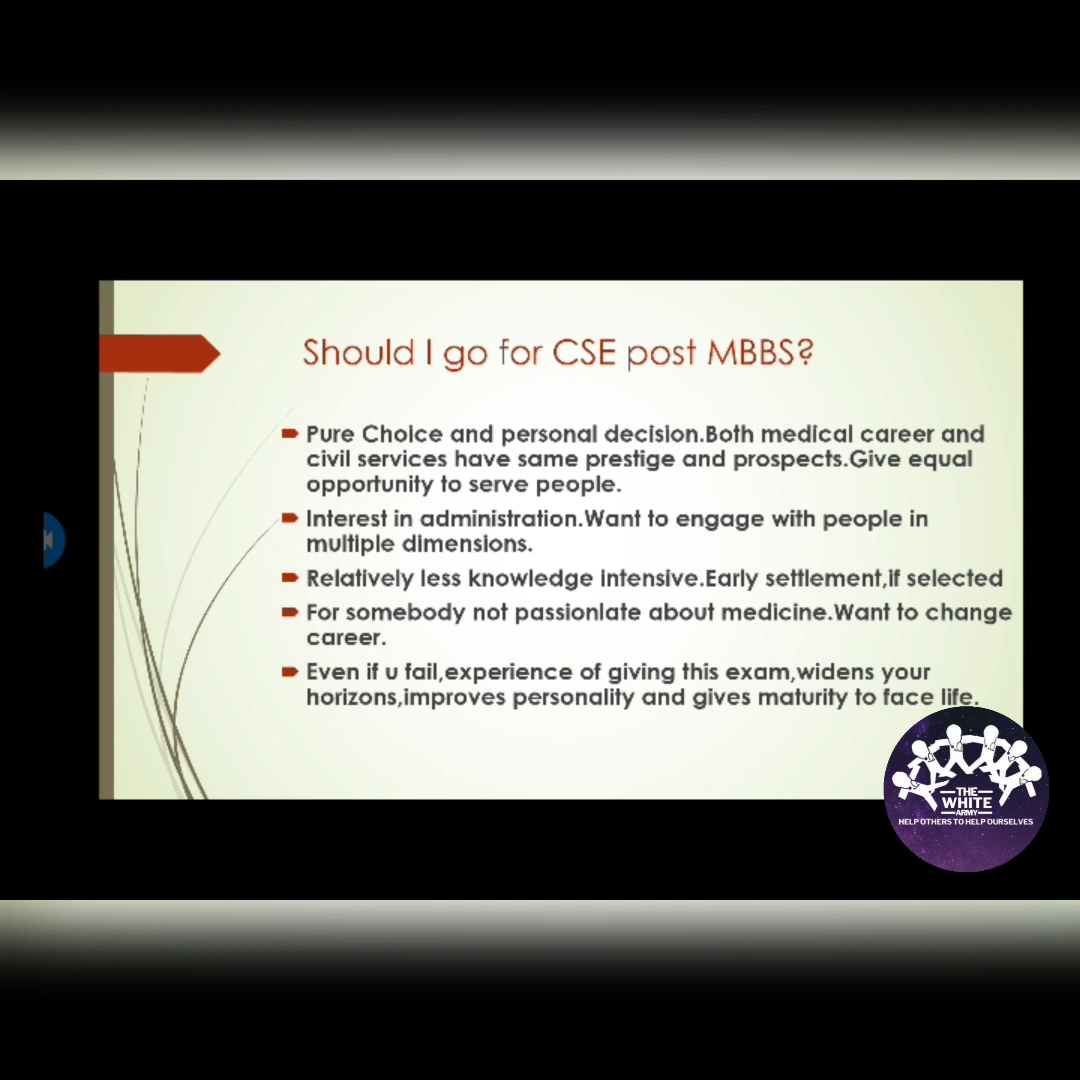 Should I go for CSE post MBBS?
Pure Choice and personal decision.Both medical career and
civil services have same prestige and prospects.Give equal
opportunity to serve people.
Interest in administration.Want to engage with people in
multiple dimensions.
Relatively less knowledge intensive.Early settlement,if selected
For somebody not passionlate about medicine.Want to change
career.
Even if u fail,experience of giving this exam,widens your
horizons,improves personality and gives maturity to face life.
THE
WHITE
ARMY
HELP OTHERS TO HELP OURSELVES